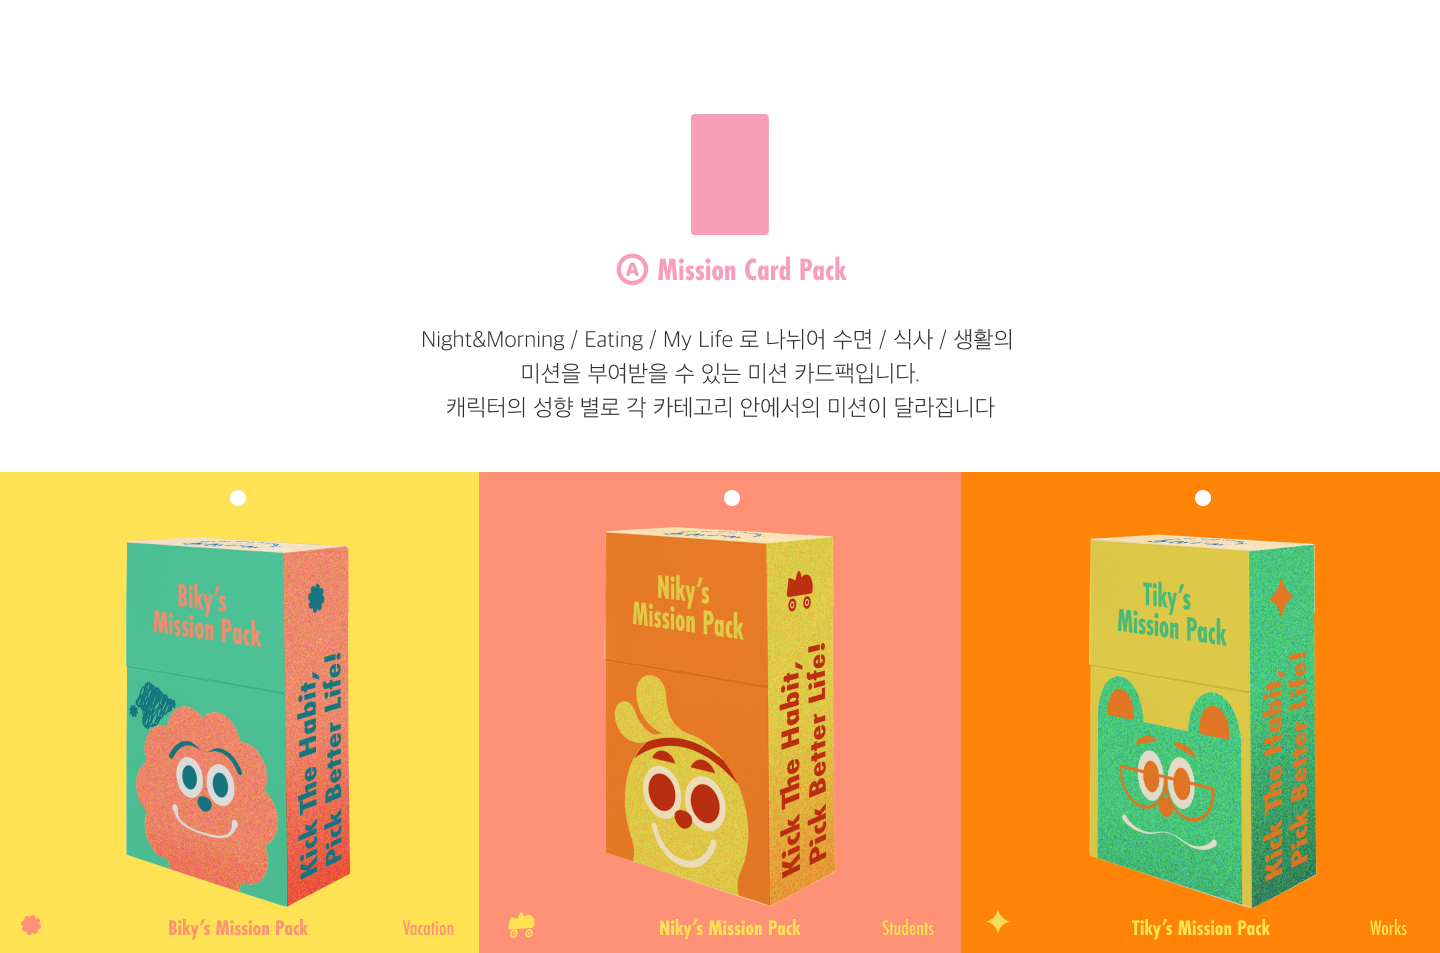 A Mission Card Pack
Night&Morning / Eating / My Life 로 나뉘어 수면 / 식사 / 생활의
미션을 부여받을 수 있는 미션 카드팩입니다.
캐릭터의 성향 별로 각 카테고리 안에서의 미션이 달라집니다
Biky's
Mission Pack
Kick The Habit,
Pick Better Life!
Biky's Mission Pack
Vacation
Niky's
Mission Pack
Kick The Habit,
Pick Better Life!
Niky's Mission Pack
Students
Tiky's
Mission Pack
Kick The Habit,
Pick Better Life!
Tiky's Mission Pack
Works